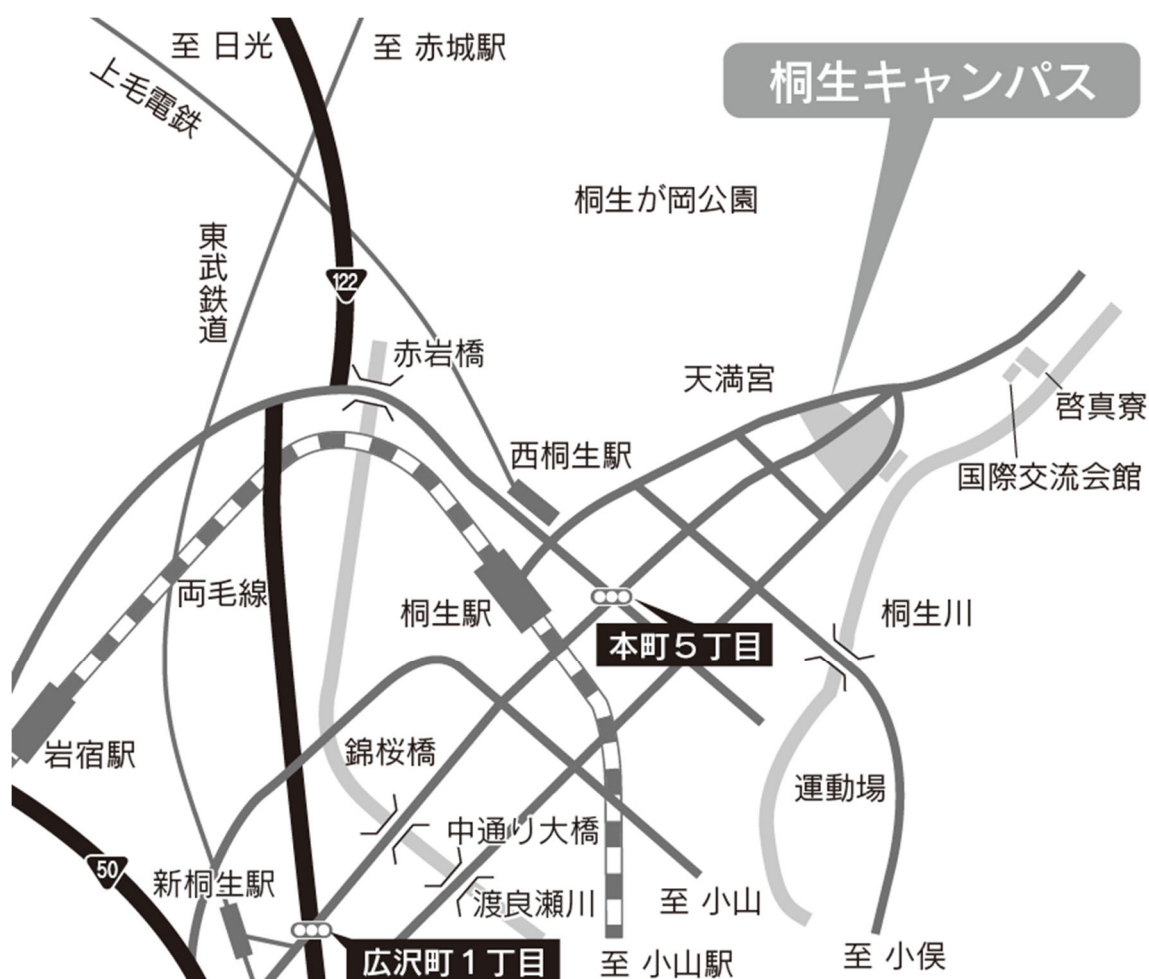 至 日光
至 赤城駅
桐生キャンパス
上毛電鉄
桐生が岡公園
東武鉄道
122
赤岩橋
天満宮
啓真寮
西桐生駅
国際交流会館
両毛線
桐生駅
桐生川
本町5丁目
岩宿駅
錦桜橋
運動場
中通り大橋
50
新桐生駅
渡良瀬川
至 小山
広沢町1丁目
至 小山駅
至 小俣